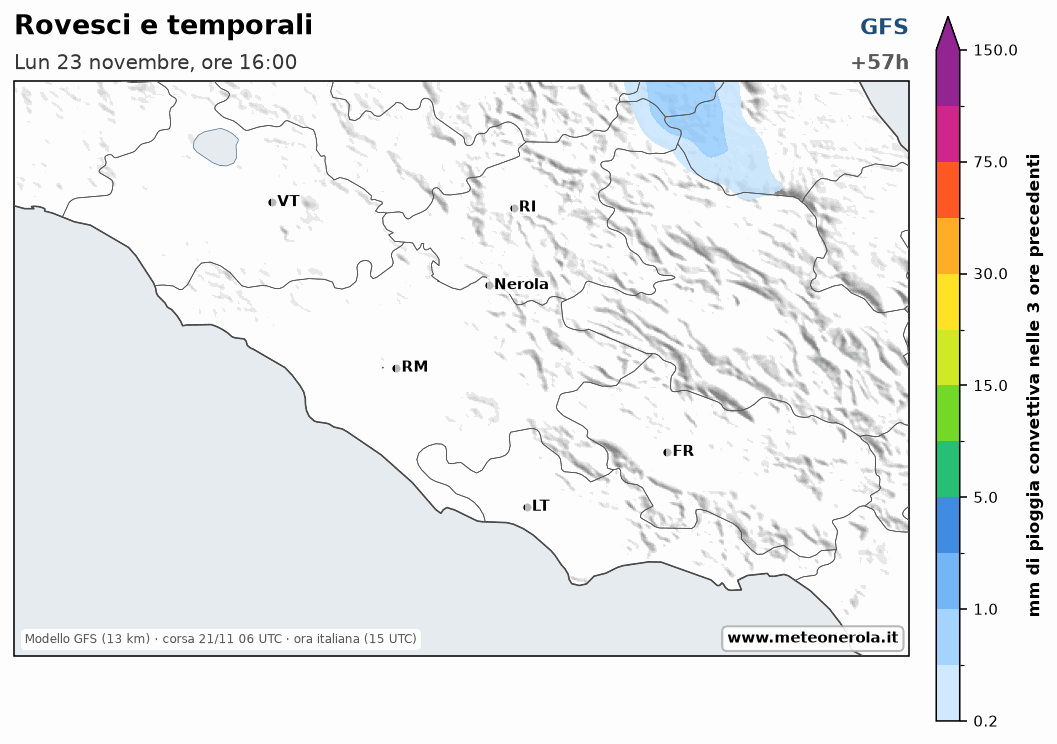 Rovesci e temporali
GFS
Lun 23 novembre, ore 16:00
+57h
150.0
75.0
30.0
15.0
5.0
1.0
0.2
mm di pioggia convettiva nelle 3 ore precedenti
VT
RI
Nerola
RM
FR
LT
Modello GFS (13 km) · corsa 21/11 06 UTC · ora italiana (15 UTC)
www.meteonerola.it